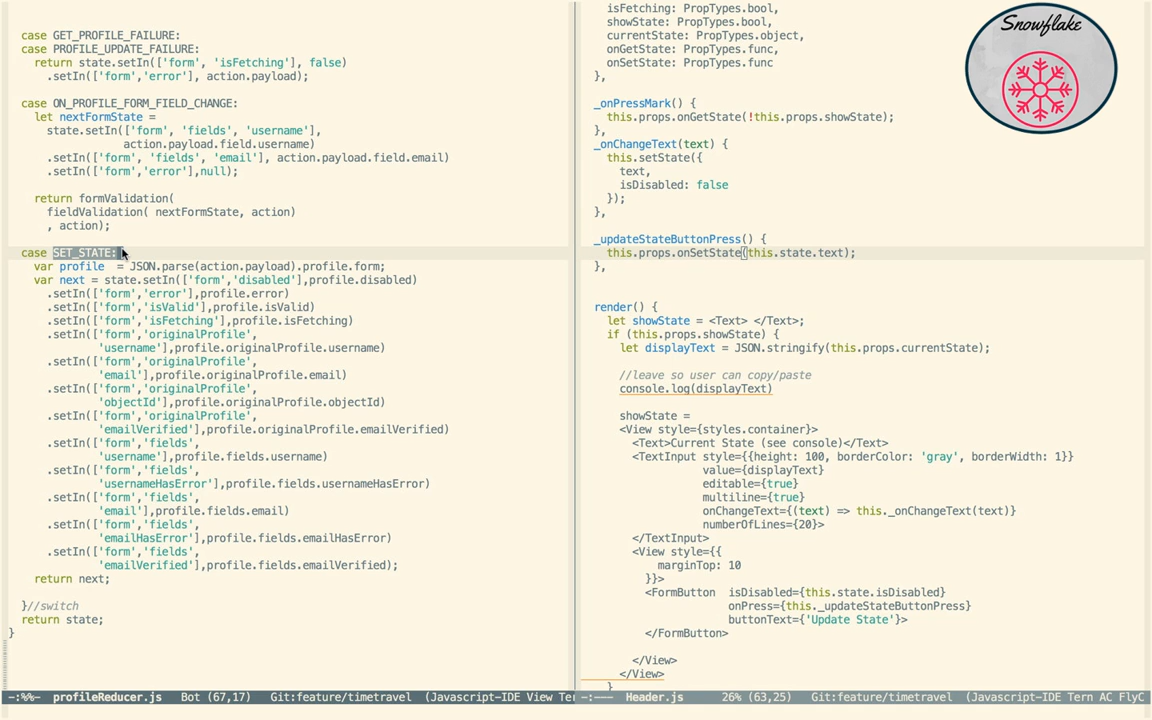 case GET_PROFILE_FAILURE:
case PROFILE_UPDATE_FAILURE:
return state.setIn(['form', 'isFetching'], false)
.setIn(['form','error'], action.payload);
case ON_PROFILE_FORM_FIELD_CHANGE:
let nextFormState =
state.setIn(['form', 'fields', 'username'],
action.payload.field.username)
.setIn(['form', 'fields', 'email'], action.payload.field.email)
.setIn(['form','error'],null);
return formValidation(
fieldValidation( nextFormState, action)
, action);
case SET_STATE:
var profile  = JSON.parse(action.payload).profile.form;
var next = state.setIn(['form','disabled'],profile.disabled)
.setIn(['form','error'],profile.error)
.setIn(['form','isValid'],profile.isValid)
.setIn(['form','isFetching'],profile.isFetching)
.setIn(['form','originalProfile',
'username'],profile.originalProfile.username)
.setIn(['form','originalProfile',
'email'],profile.originalProfile.email)
.setIn(['form','originalProfile',
'objectId'],profile.originalProfile.objectId)
.setIn(['form','originalProfile',
'emailVerified'],profile.originalProfile.emailVerified)
.setIn(['form','fields',
'username'],profile.fields.username)
.setIn(['form','fields',
'usernameHasError'],profile.fields.usernameHasError)
.setIn(['form','fields',
'email'],profile.fields.email)
.setIn(['form','fields',
'emailHasError'],profile.fields.emailHasError)
.setIn(['form','fields',
'emailVerified'],profile.fields.emailVerified);
return next;
}//switch
return state;
}
-:%%-  profileReducer.js   Bot (67,17)   Git:feature/timetravel  (Javascript-IDE View Ter
isFetching: PropTypes.bool,
showState: PropTypes.bool,
currentState: PropTypes.object,
onGetState: PropTypes.func,
onSetState: PropTypes.func
},
_onPressMark() {
this.props.onGetState(!this.props.showState);
},
_onChangeText(text) {
this.setState({
text,
isDisabled: false
});
},
_updateStateButtonPress() {
this.props.onSetState(this.state.text);
},
render() {
let showState = <Text> </Text>;
if (this.props.showState) {
let displayText = JSON.stringify(this.props.currentState);
//leave so user can copy/paste
console.log(displayText)
showState =
<View style={styles.container}>
<Text>Current State (see console)</Text>
<TextInput style={{height: 100, borderColor: 'gray', borderWidth: 1}}
value={displayText}
editable={true}
multiline={true}
onChangeText={(text) => this._onChangeText(text)}
numberOfLines={20}>
</TextInput>
<View style={{
marginTop: 10
}}>
<FormButton  isDisabled={this.state.isDisabled}
onPress={this._updateStateButtonPress}
buttonText={'Update State'}>
</FormButton>
</View>
</View>
}
-:---  Header.js      26% (63,25)   Git:feature/timetravel  (Javascript-IDE Tern AC FlyC
Snowflake